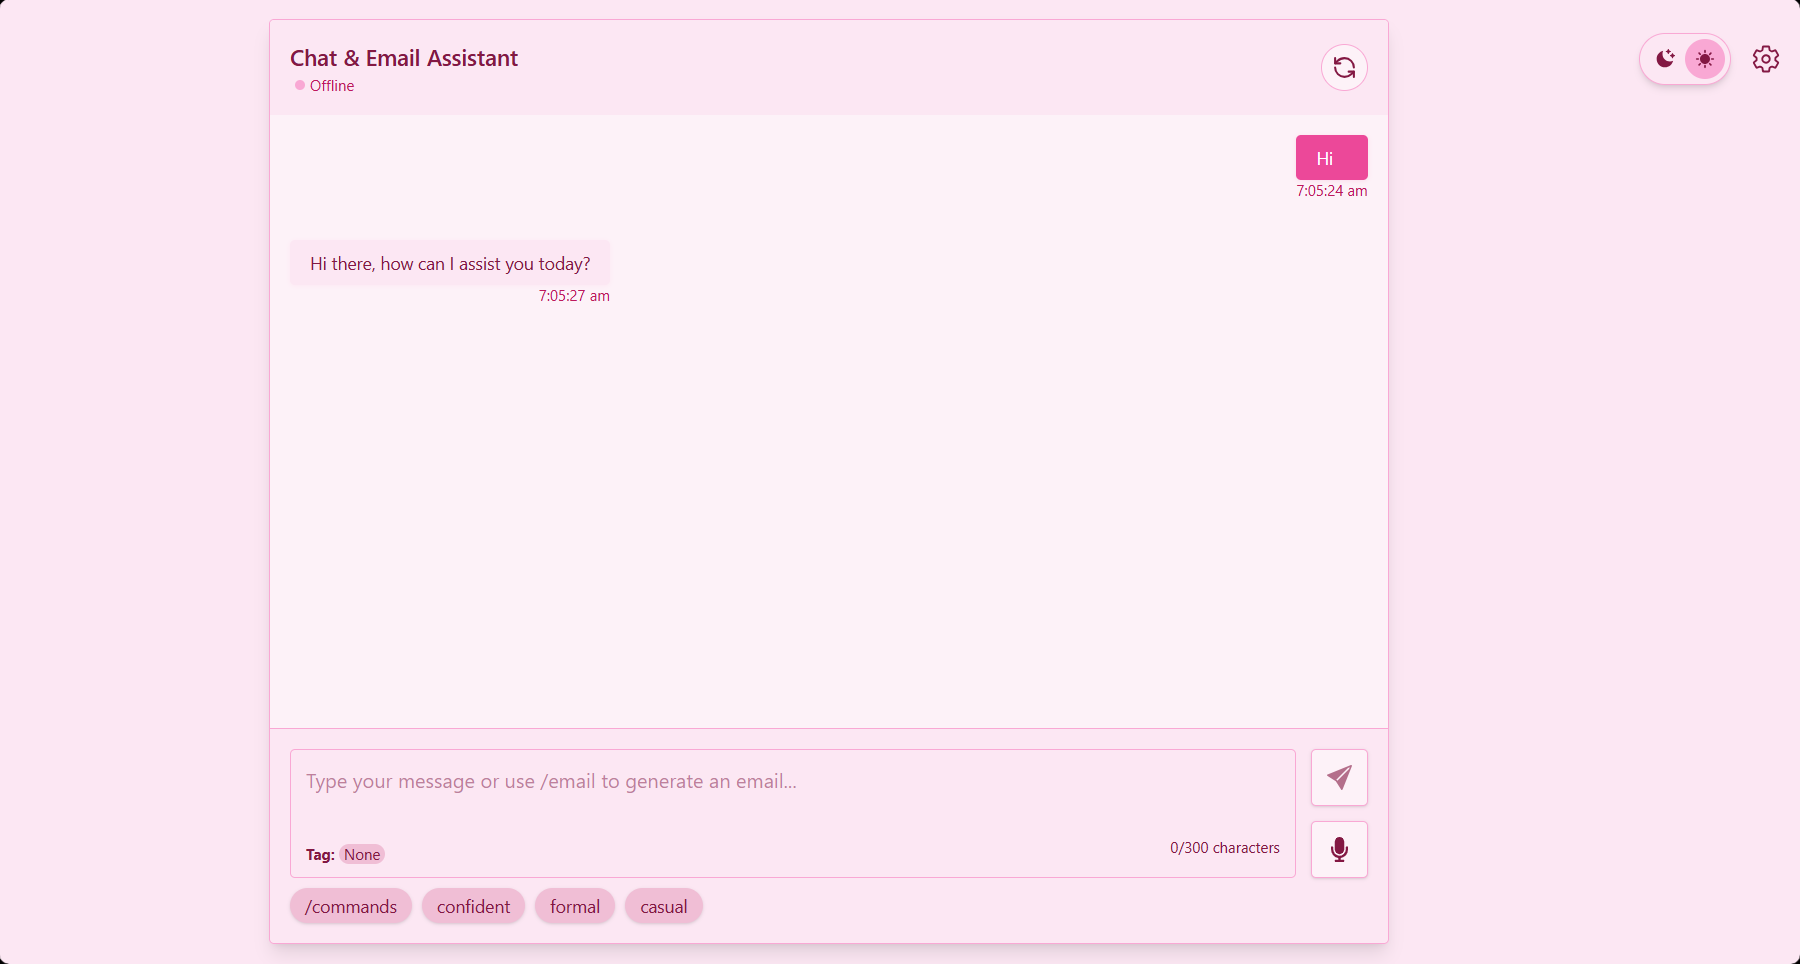 Chat & Email Assistant
Offline
Hi
7:05:24 am
Hi there, how can I assist you today?
7:05:27 am
Type your message or use /email to generate an email...
Tag: None
0/300 characters
/commands
confident
formal
casual